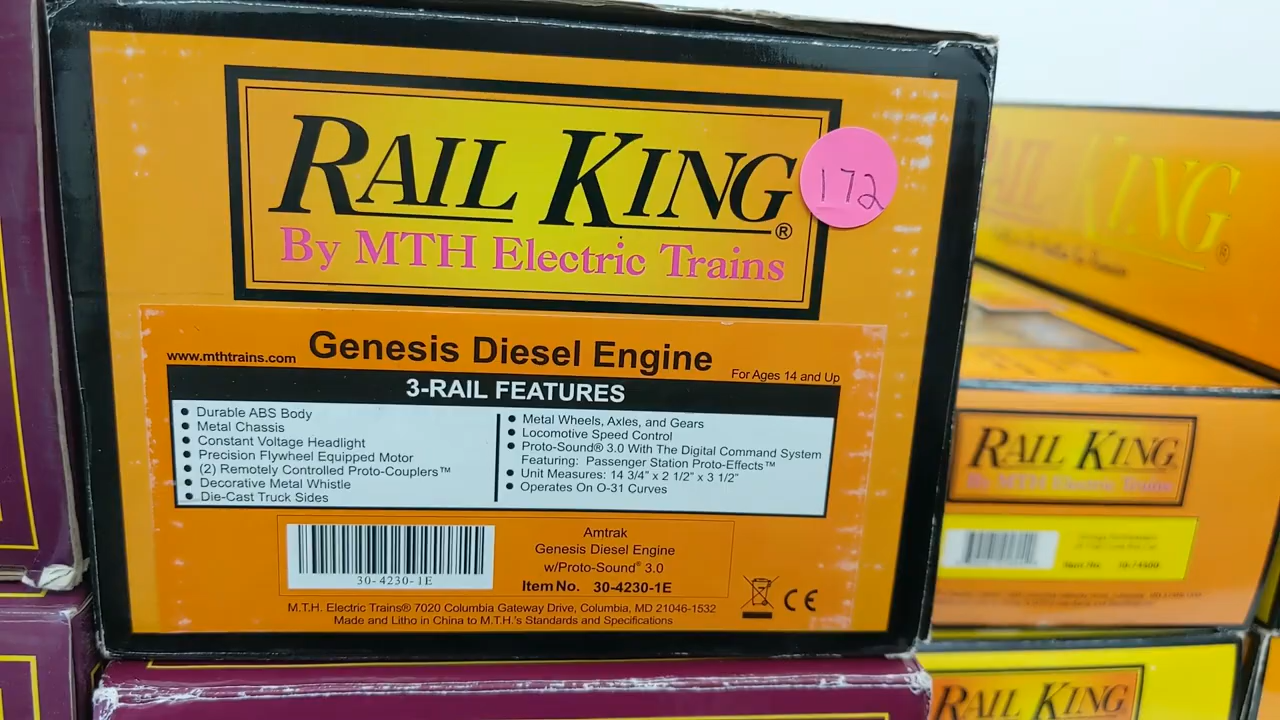 RAIL KING®
By MTH Electric Trains
172
www.mthtrains.com
Genesis Diesel Engine
For Ages 14 and Up
3-RAIL FEATURES
● Durable ABS Body
● Metal Chassis
● Constant Voltage Headlight
● Precision Flywheel Equipped Motor
● (2) Remotely Controlled Proto-Couplers™
● Decorative Metal Whistle
● Die-Cast Truck Sides
● Metal Wheels, Axles, and Gears
● Locomotive Speed Control
● Proto-Sound® 3.0 With The Digital Command System
Featuring: Passenger Station Proto-Effects™
● Unit Measures: 14 3/4" x 2 1/2" x 3 1/2"
● Operates On O-31 Curves
30-4230-1E
Amtrak
Genesis Diesel Engine
w/Proto-Sound® 3.0
Item No. 30-4230-1E
CE
M.T.H. Electric Trains® 7020 Columbia Gateway Drive, Columbia, MD 21046-1532
Made and Litho in China to M.T.H.'s Standards and Specifications
RAIL KING®
RAIL KING
By MTH Electric Trains
Item No.
RAIL KING